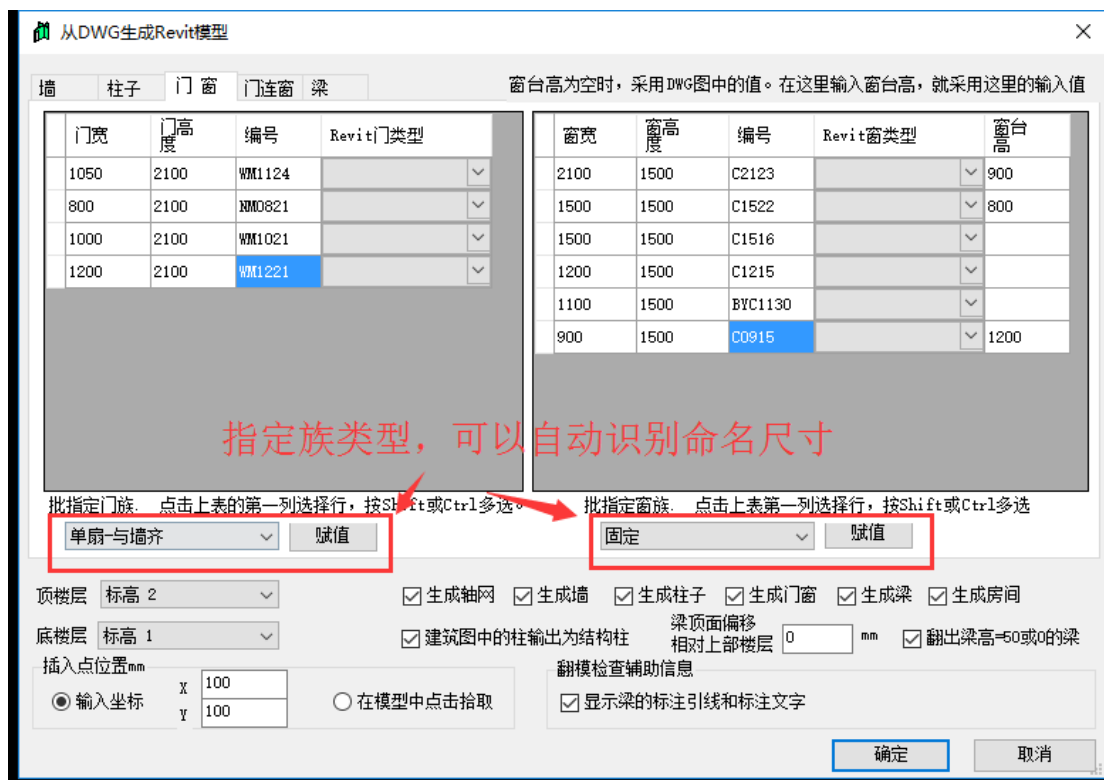 从DWG生成Revit模型
墙 柱子 门 窗 门连窗 梁
窗台高为空时，采用DWG图中的值。在这里输入窗台高，就采用这里的输入值
门宽 门高度 编号 Revit门类型
1050 2100 WM1124
800 2100 NM0821
1000 2100 WM1021
1200 2100 WM1221
窗宽 窗高度 编号 Revit窗类型 窗台高
2100 1500 C2123 900
1500 1500 C1522 800
1500 1500 C1516
1200 1500 C1215
1100 1500 BYC1130
900 1500 C0915 1200
指定族类型，可以自动识别命名尺寸
批指定门族. 点击上表的第一列选择行，按Shift或Ctrl多选。
单扇-与墙齐 赋值
批指定窗族. 点击上表第一列选择行，按Shift或Ctrl多选
固定 赋值
顶楼层 标高 2
底楼层 标高 1
生成轴网 生成墙 生成柱子 生成门窗 生成梁 生成房间
建筑图中的柱输出为结构柱
梁顶面偏移
相对上部楼层 0 mm
翻出梁高=50或0的梁
插入点位置mm
输入坐标
X 100
Y 100
在模型中点击拾取
翻模检查辅助信息
显示梁的标注引线和标注文字
确定 取消